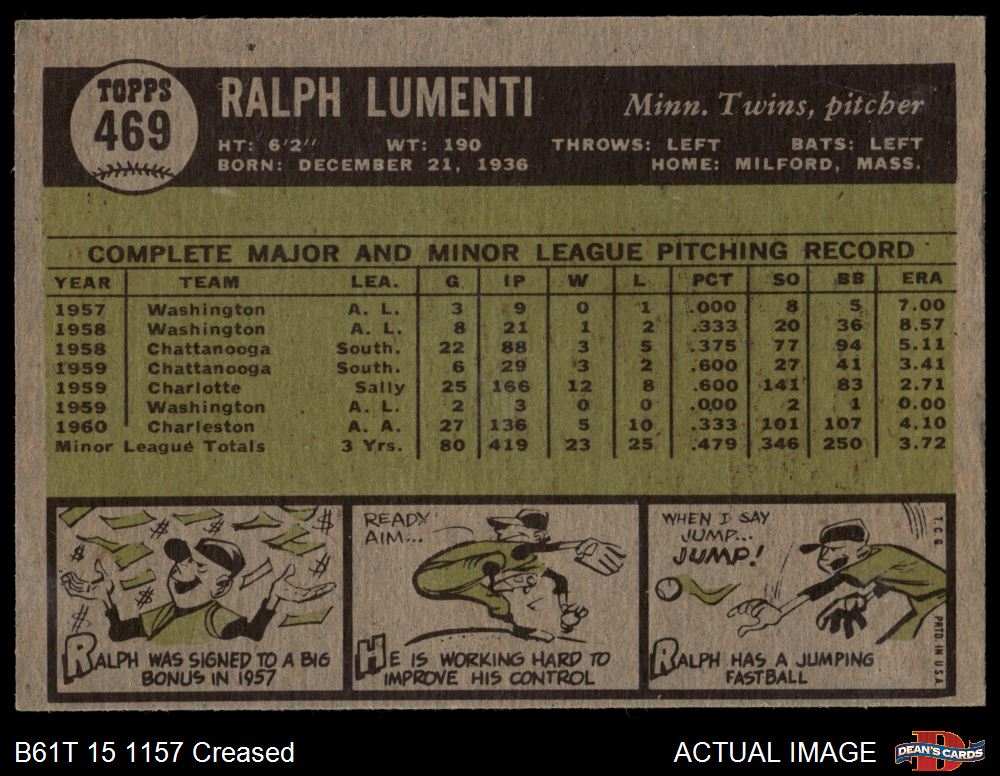 TOPPS
469
RALPH LUMENTI
Minn. Twins, pitcher
HT: 6'2" WT: 190 THROWS: LEFT BATS: LEFT
BORN: DECEMBER 21, 1936 HOME: MILFORD, MASS.
COMPLETE MAJOR AND MINOR LEAGUE PITCHING RECORD
YEAR TEAM LEA. G IP W L PCT SO BB ERA
1957 Washington A. L. 3 9 0 1 .000 8 5 7.00
1958 Washington A. L. 8 21 1 2 .333 20 36 8.57
1958 Chattanooga South. 22 88 3 5 .375 77 94 5.11
1959 Chattanooga South. 6 29 3 2 .600 27 41 3.41
1959 Charlotte Sally 25 166 12 8 .600 141 83 2.71
1959 Washington A. L. 2 3 0 0 .000 2 1 0.00
1960 Charleston A. A. 27 136 5 10 .333 101 107 4.10
Minor League Totals 3 Yrs. 80 419 23 25 .479 346 250 3.72
RALPH WAS SIGNED TO A BIG
BONUS IN 1957
READY
AIM...
HE IS WORKING HARD TO
IMPROVE HIS CONTROL
WHEN I SAY
JUMP...
JUMP!
RALPH HAS A JUMPING
FASTBALL
T.C.G.
PRTD. IN U.S.A.
B61T 15 1157 Creased
ACTUAL IMAGE
D
DEAN'S CARDS